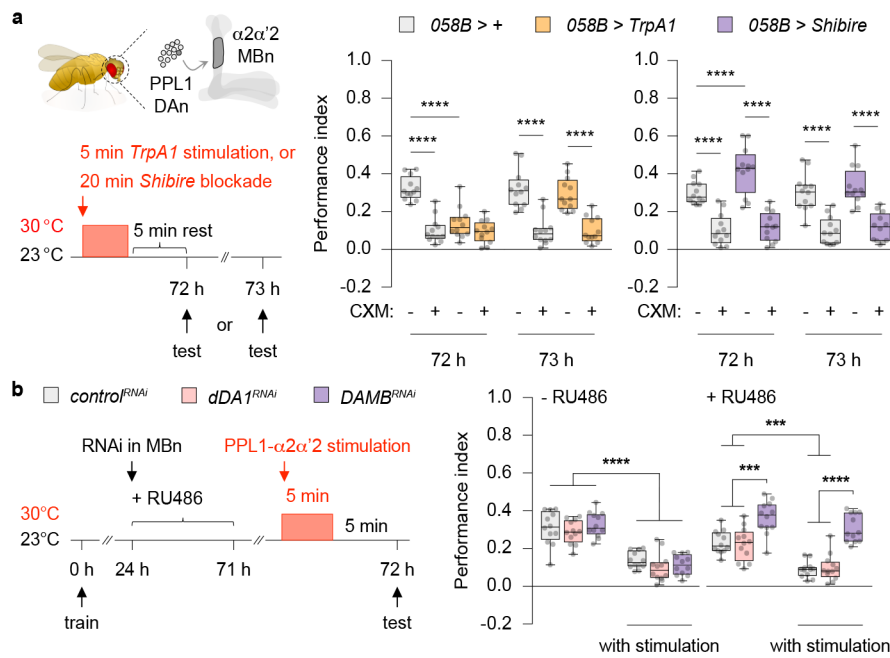 a
α2α'2
MBn
PPL1
DAn
5 min TrpA1 stimulation, or
20 min Shibire blockade
30 °C
23 °C
5 min rest
//
72 h
73 h
or
test
test
058B > +
058B > TrpA1
058B > Shibire
Performance index
1.0
0.8
0.6
0.4
0.2
0.0
-0.2
****
****
****
****
CXM:
-
+
-
+
-
+
-
+
72 h
73 h
1.0
0.8
0.6
0.4
0.2
0.0
-0.2
****
****
****
****
****
CXM:
-
+
-
+
-
+
-
+
72 h
73 h
b
controlRNAi
dDA1RNAi
DAMBRNAi
RNAi in MBn
PPL1-α2α'2 stimulation
+ RU486
5 min
30°C
23°C
5 min
//
//
0 h
24 h
71 h
72 h
train
test
Performance index
1.0
0.8
0.6
0.4
0.2
0.0
-0.2
- RU486
+ RU486
****
***
***
****
with stimulation
with stimulation